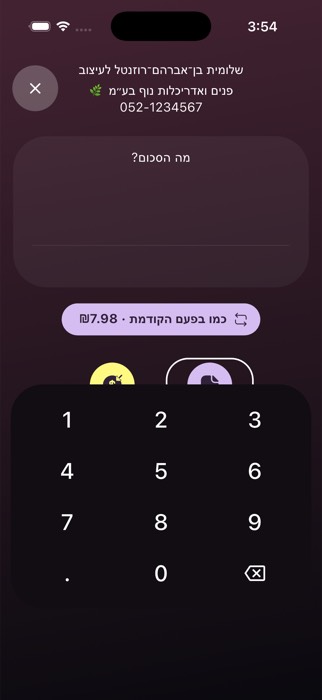 3:54
שלומית בן־אברהם־רוזנטל לעיצוב
פנים ואדריכלות נוף בע״מ 🌿
052-1234567
מה הסכום?
כמו בפעם הקודמת · ₪7.98
1 2 3
4 5 6
7 8 9
. 0